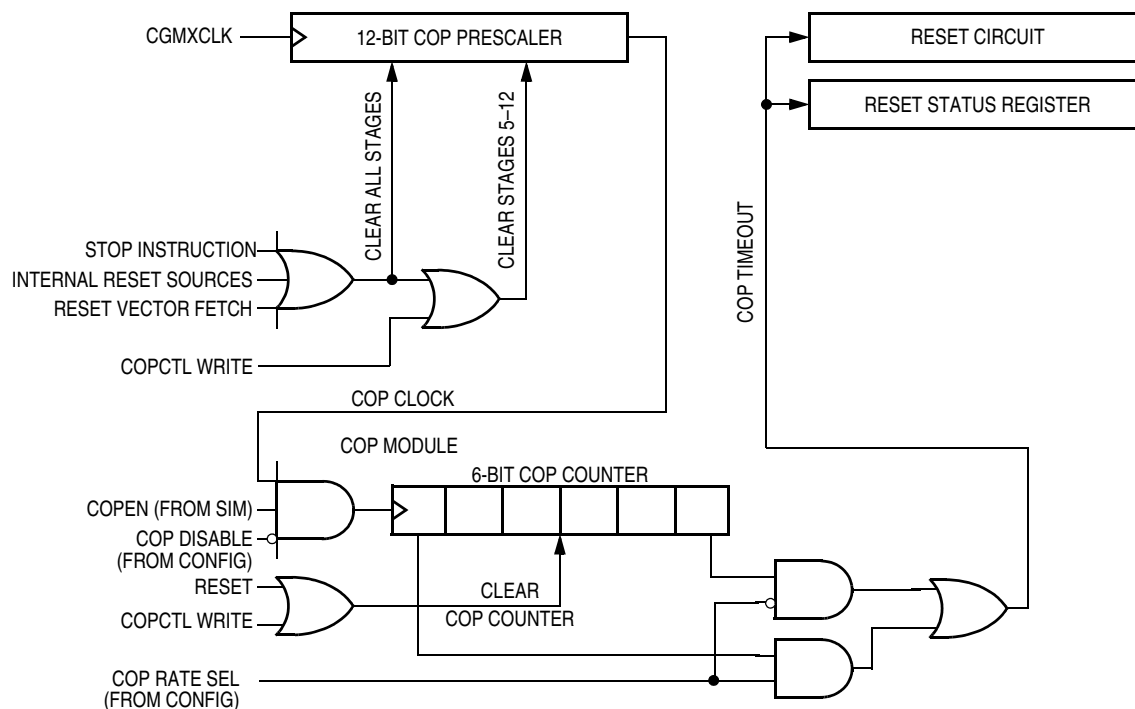 CGMXCLK
12-BIT COP PRESCALER
RESET CIRCUIT
RESET STATUS REGISTER
CLEAR ALL STAGES
CLEAR STAGES 5–12
COP TIMEOUT
STOP INSTRUCTION
INTERNAL RESET SOURCES
RESET VECTOR FETCH
COPCTL WRITE
COP CLOCK
COP MODULE
6-BIT COP COUNTER
COPEN (FROM SIM)
COP DISABLE
(FROM CONFIG)
RESET
COPCTL WRITE
CLEAR
COP COUNTER
COP RATE SEL
(FROM CONFIG)